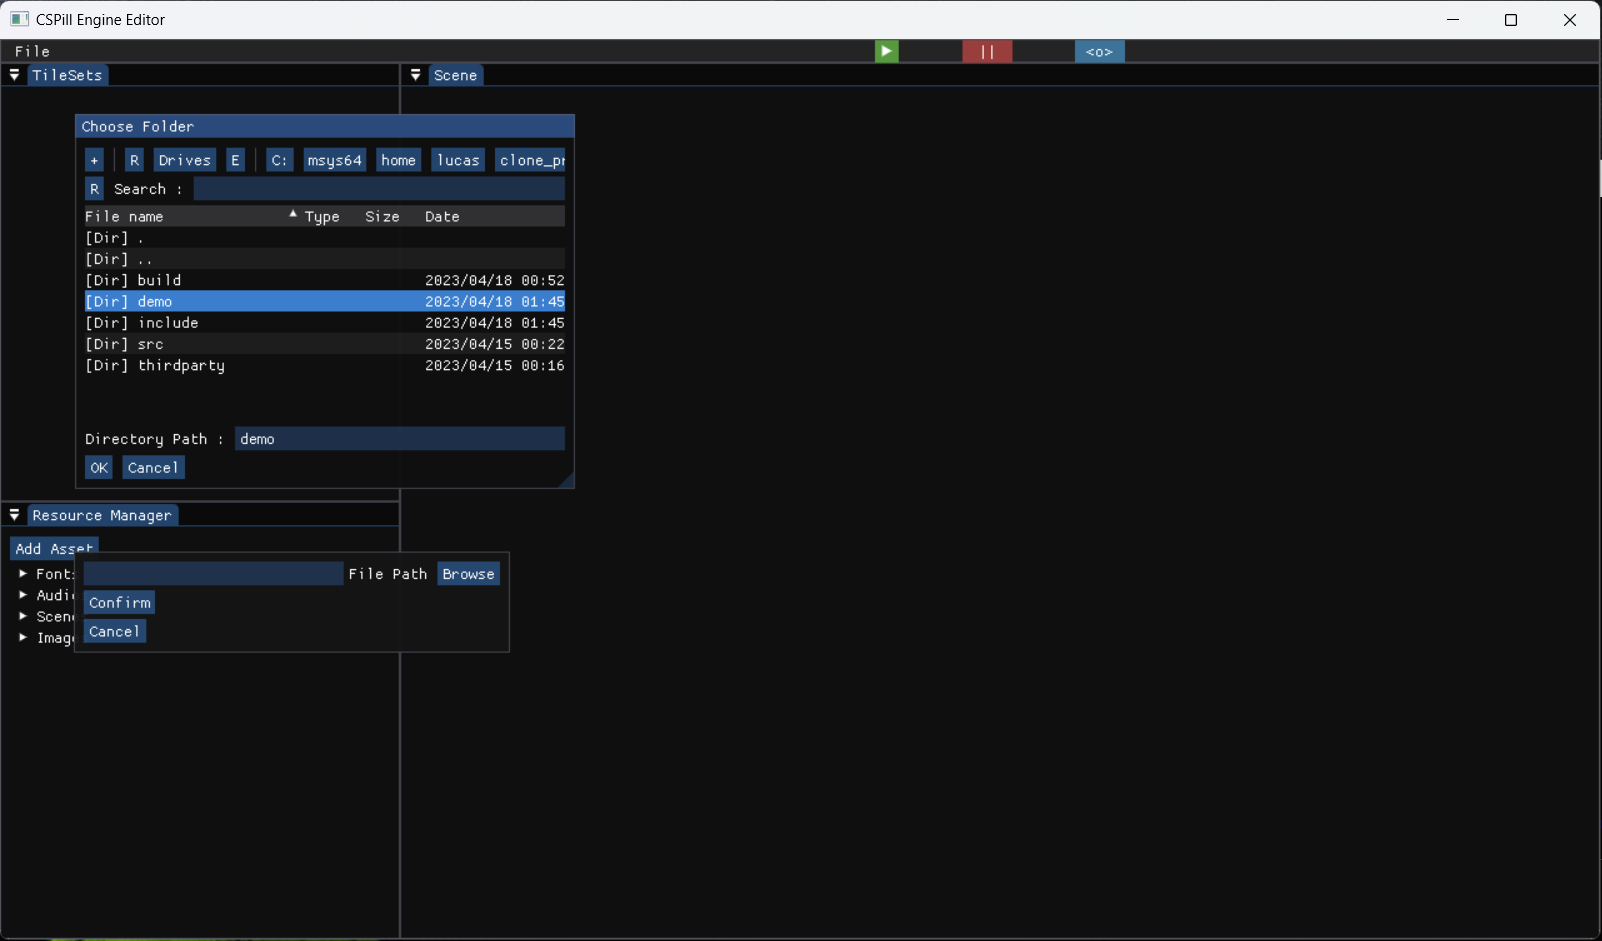 CSPill Engine Editor
File || <o>
TileSets Scene
Choose Folder
+ R Drives E C: msys64 home lucas
R Search :
File name Type Size Date
[Dir] .
[Dir] ..
[Dir] build 2023/04/18 00:52
[Dir] demo 2023/04/18 01:45
[Dir] include 2023/04/18 01:45
[Dir] src 2023/04/15 00:22
[Dir] thirdparty 2023/04/15 00:16
Directory Path : demo
OK Cancel
Resource Manager
Add Asset
Font
File Path Browse
Audi
Confirm
Scen
Cancel
Imag